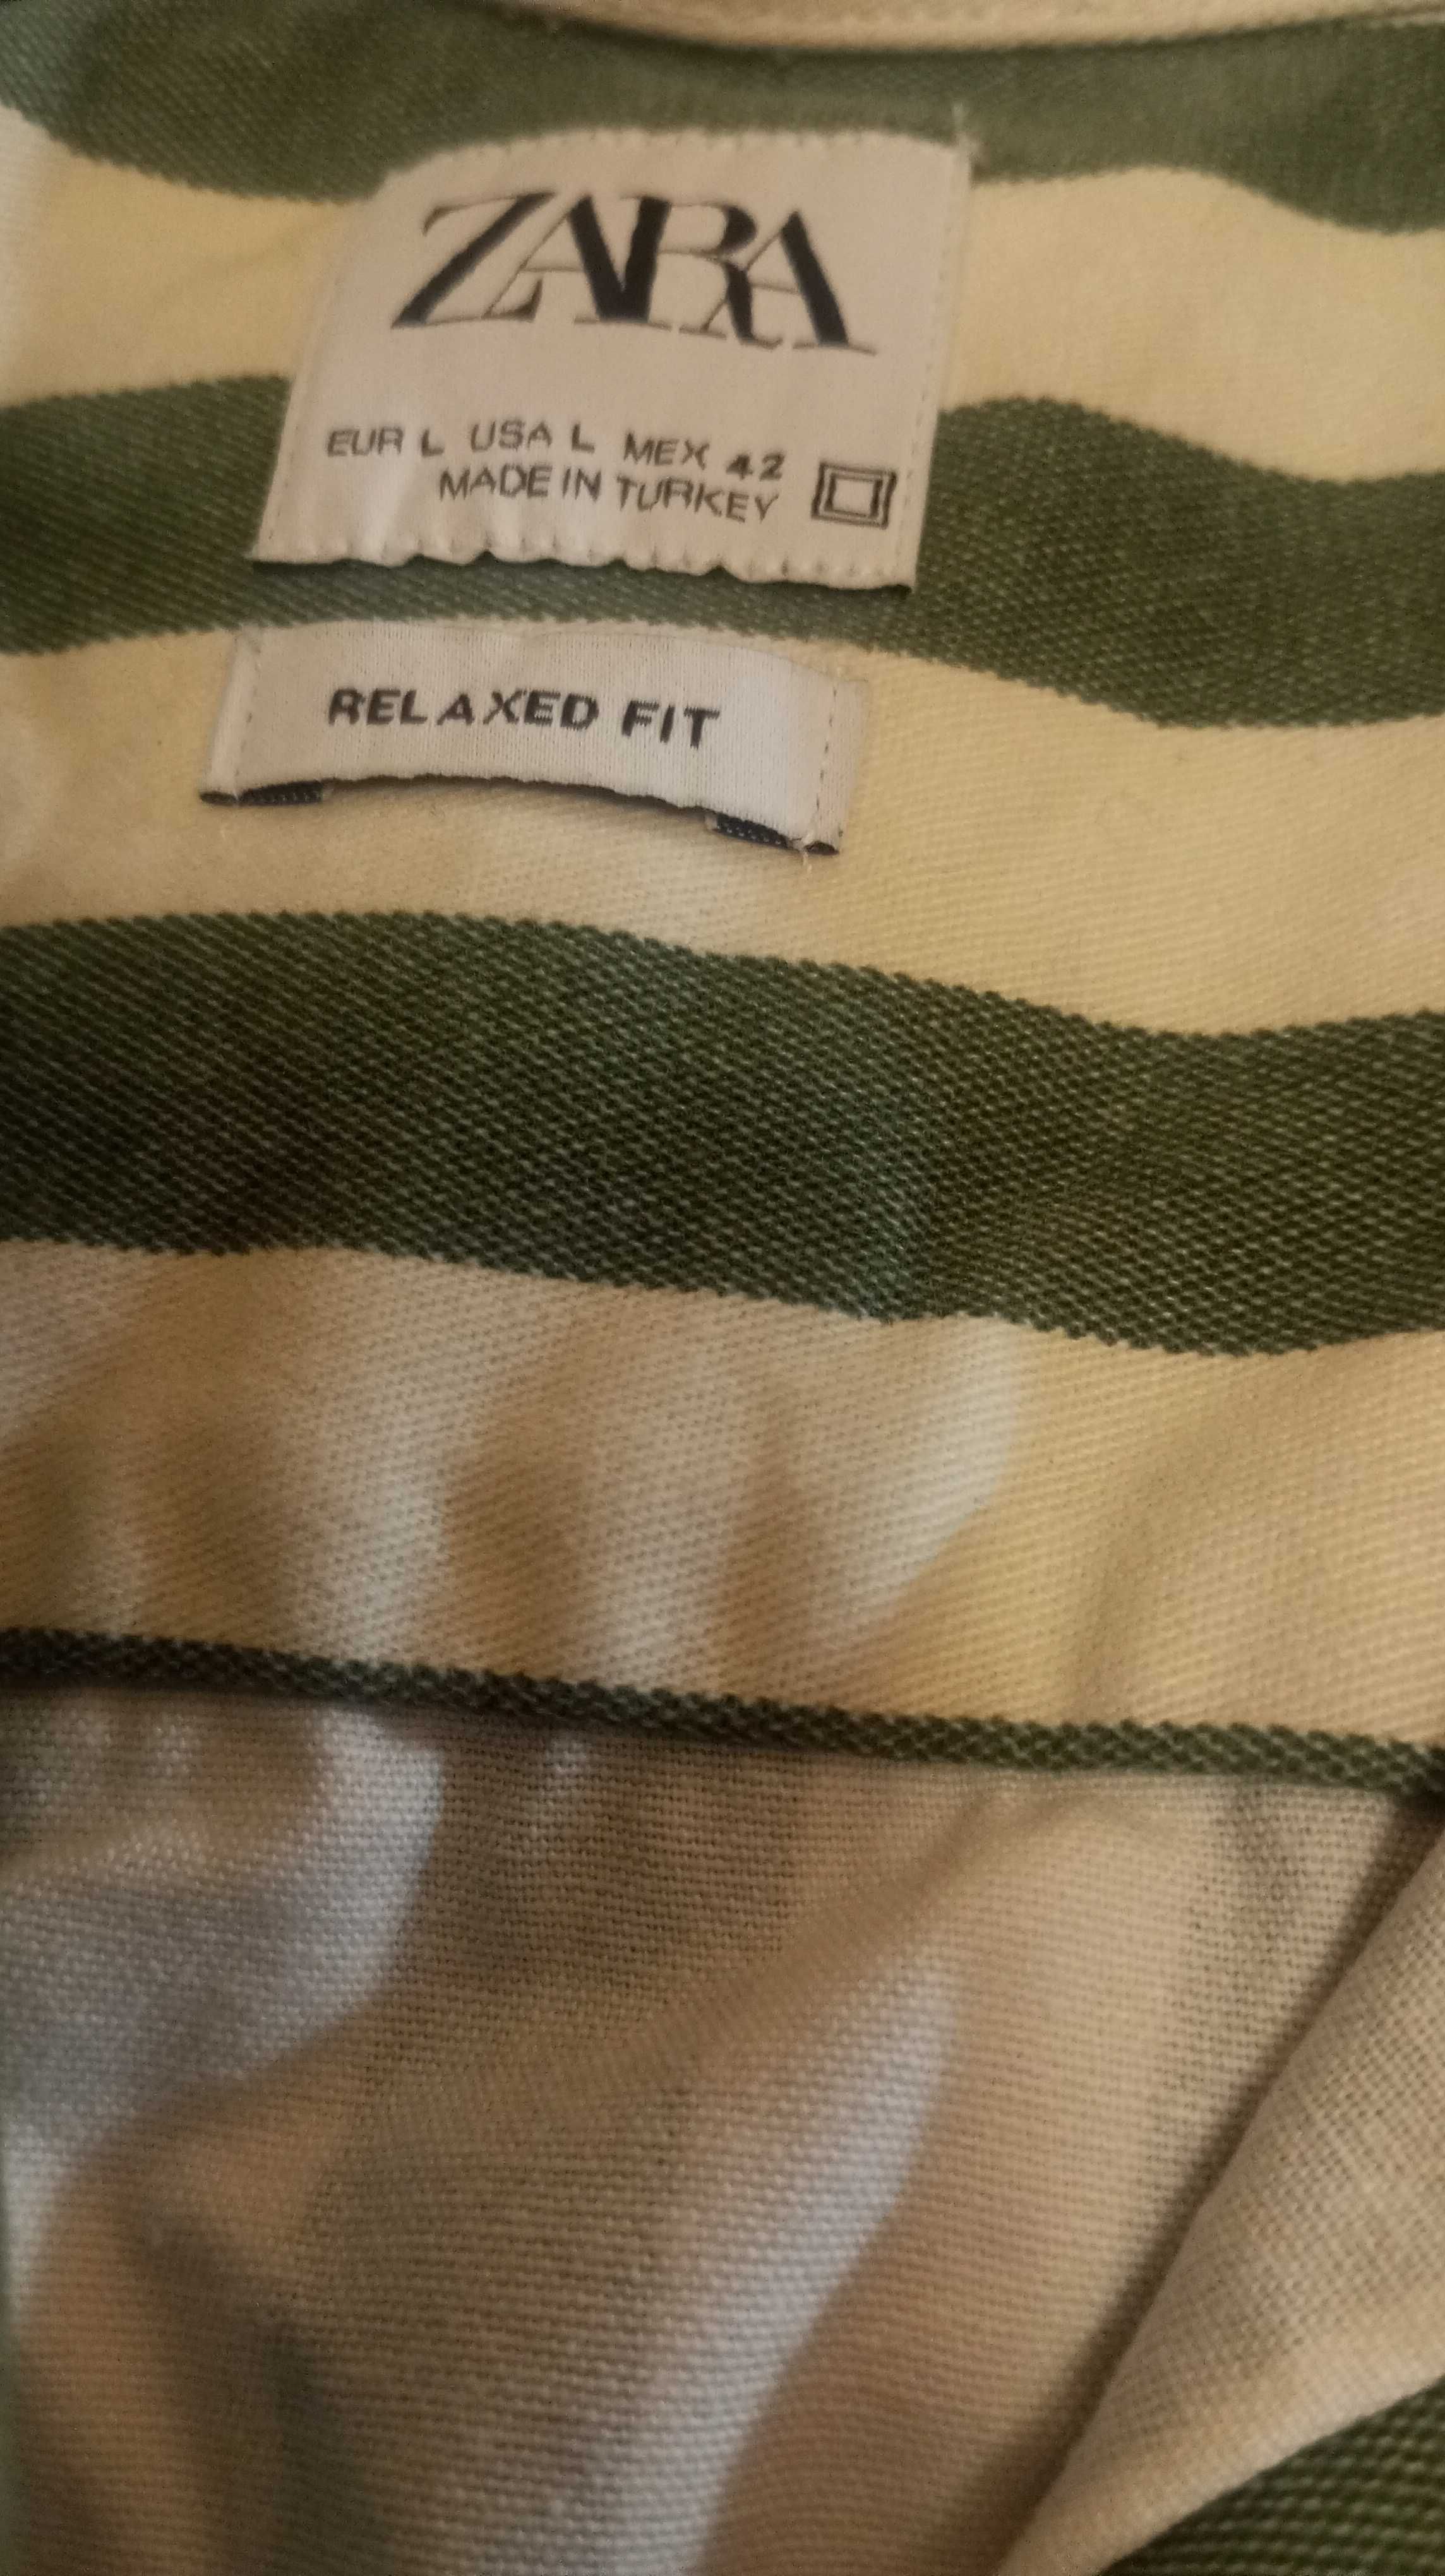 ZARA
EUR L USA L MEX 42
MADE IN TURKEY
RELAXED FIT